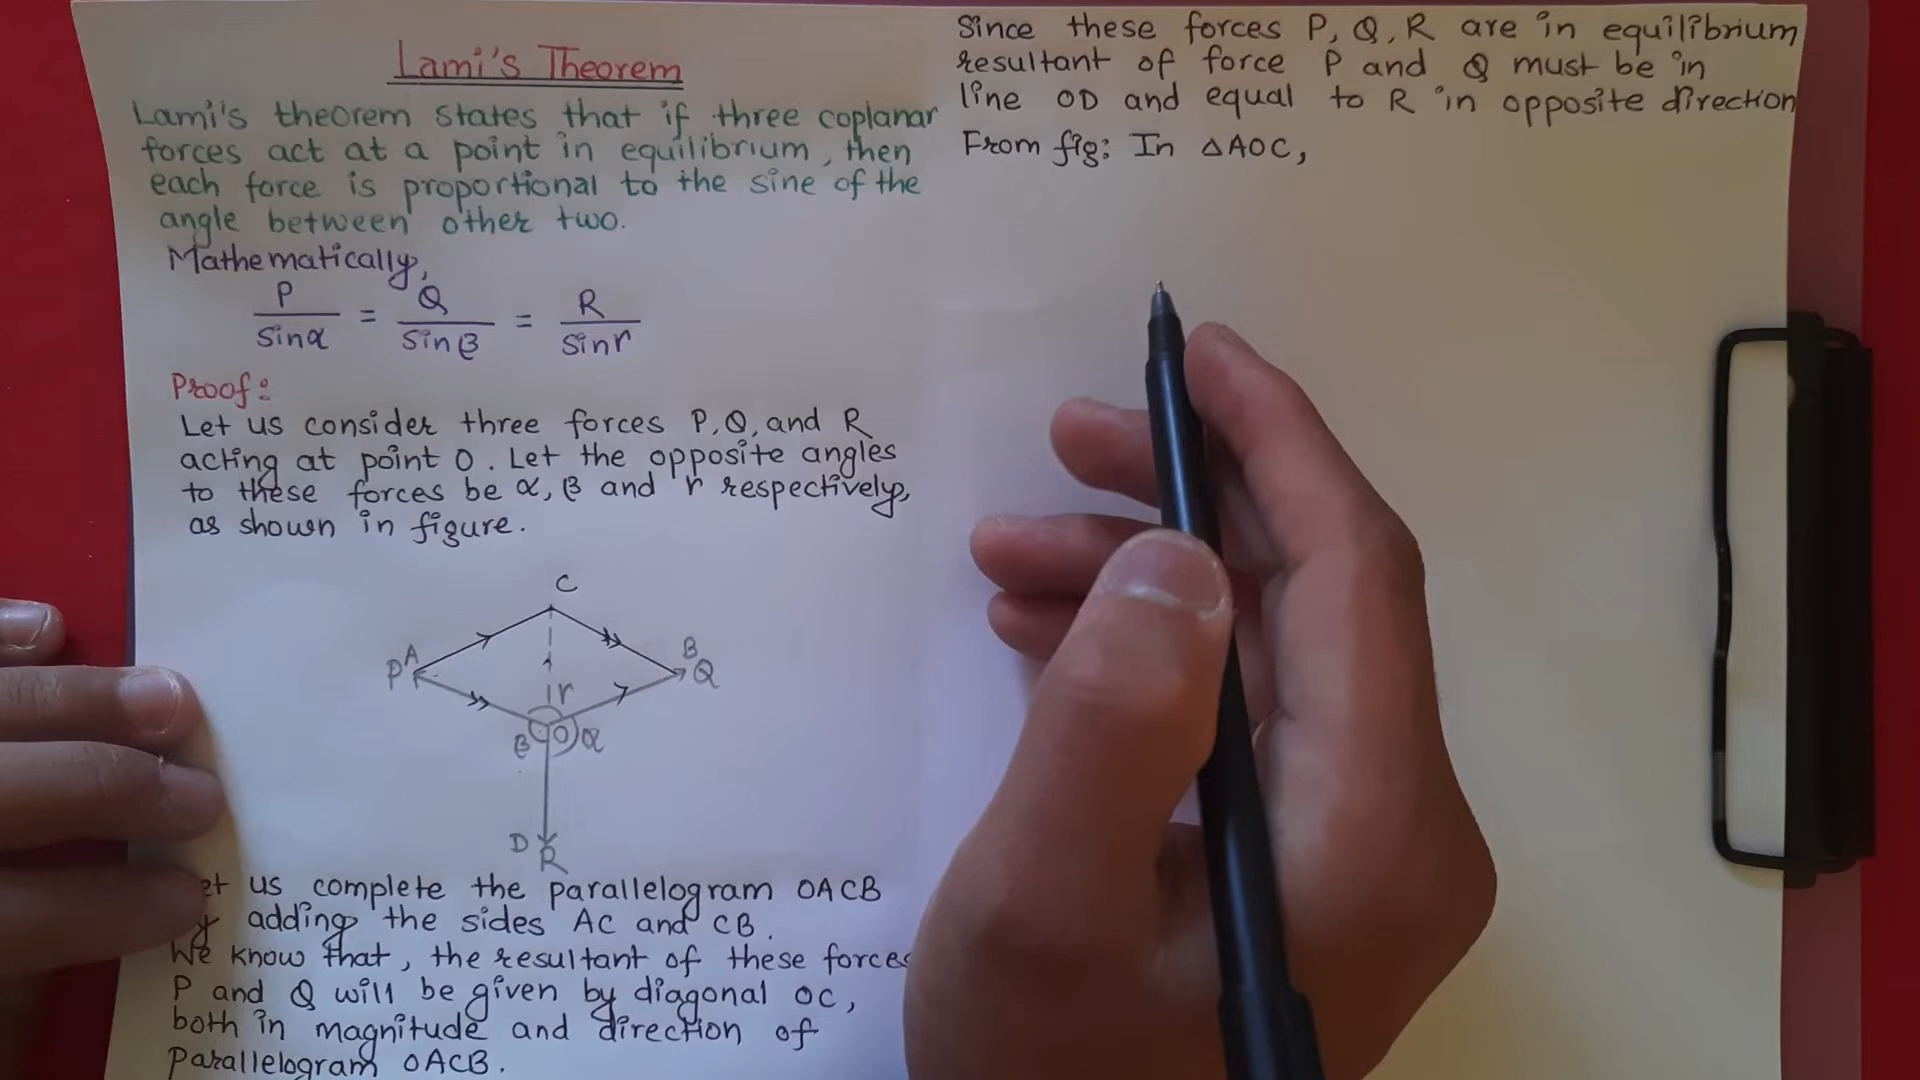 Lami's Theorem
Lami's theorem states that if three coplanar
forces act at a point in equilibrium, then
each force is proportional to the sine of the
angle between other two.
Mathematically,
P/sinα = Q/sinβ = R/sinr
Proof:
Let us consider three forces P, Q, and R
acting at point O. Let the opposite angles
to these forces be α, β and r respectively,
as shown in figure.
C
P A
B
Q
r
β O α
D
R
us complete the parallelogram OACB
adding the sides AC and CB.
We know that, the resultant of these forces
P and Q will be given by diagonal OC,
both in magnitude and direction of
parallelogram OACB.
Since these forces P, Q, R are in equilibrium
resultant of force P and Q must be in
line OD and equal to R in opposite direction
From fig: In ΔAOC,